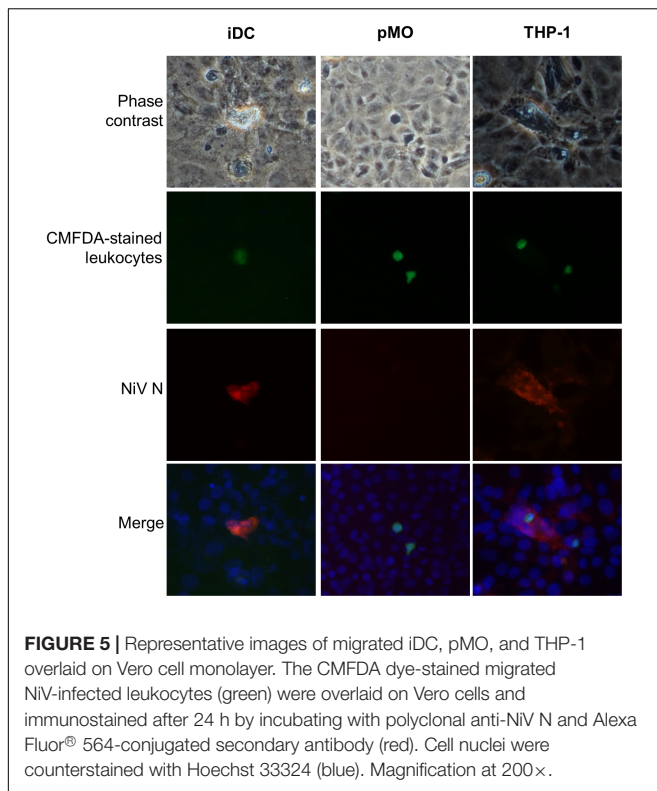 iDC pMO THP-1
Phase
contrast
CMFDA-stained
leukocytes
NiV N
Merge
FIGURE 5 | Representative images of migrated iDC, pMO, and THP-1
overlaid on Vero cell monolayer. The CMFDA dye-stained migrated
NiV-infected leukocytes (green) were overlaid on Vero cells and
immunostained after 24 h by incubating with polyclonal anti-NiV N and Alexa
Fluor® 564-conjugated secondary antibody (red). Cell nuclei were
counterstained with Hoechst 33324 (blue). Magnification at 200×.